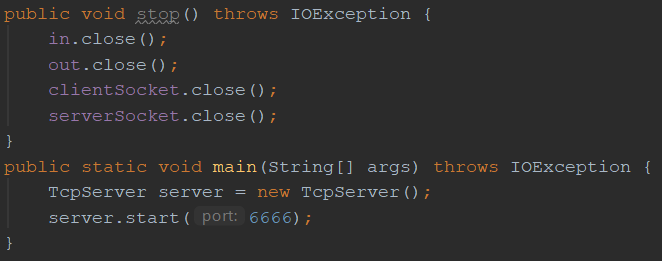 public void stop() throws IOException {
in.close();
out.close();
clientSocket.close();
serverSocket.close();
}
public static void main(String[] args) throws IOException {
TcpServer server = new TcpServer();
server.start( port: 6666);
}